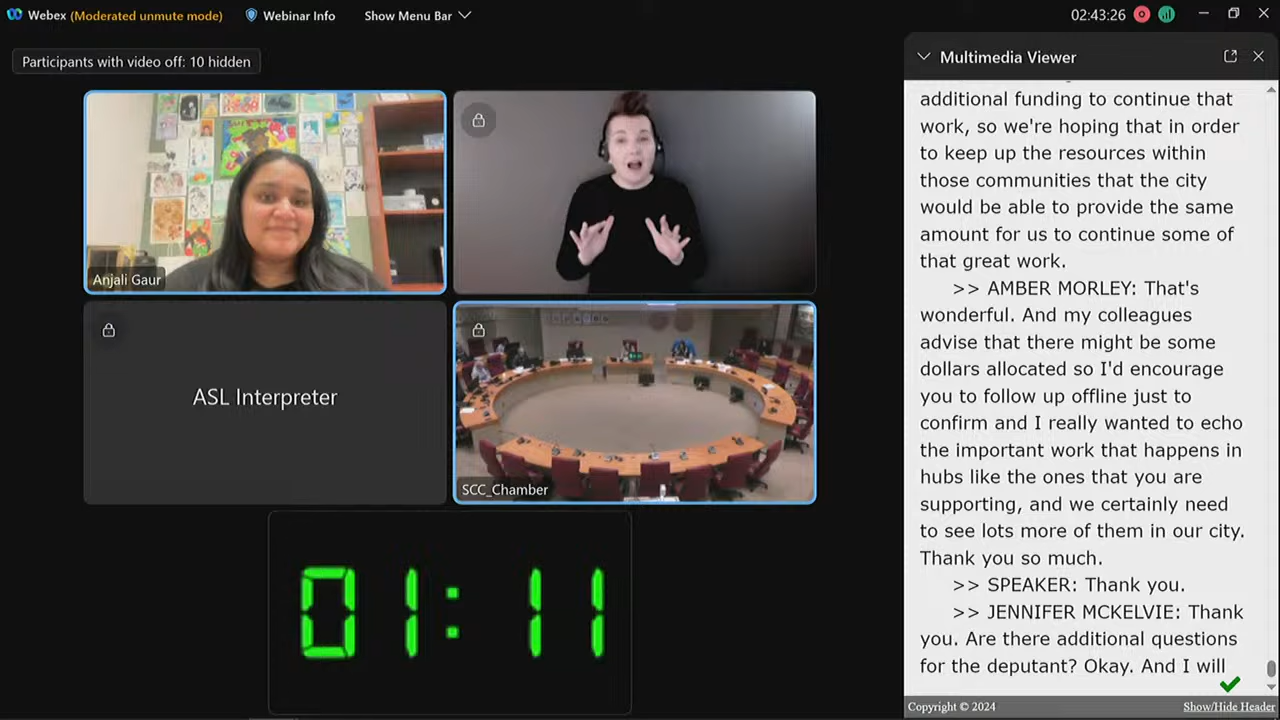 Webex (Moderated unmute mode) Webinar Info Show Menu Bar 02:43:26
Participants with video off: 10 hidden
Anjali Gaur
ASL Interpreter
SCC_Chamber
01:11
Multimedia Viewer
additional funding to continue that
work, so we're hoping that in order
to keep up the resources within
those communities that the city
would be able to provide the same
amount for us to continue some of
that great work.
>> AMBER MORLEY: That's
wonderful. And my colleagues
advise that there might be some
dollars allocated so I'd encourage
you to follow up offline just to
confirm and I really wanted to echo
the important work that happens in
hubs like the ones that you are
supporting, and we certainly need
to see lots more of them in our city.
Thank you so much.
>> SPEAKER: Thank you.
>> JENNIFER MCKELVIE: Thank
you. Are there additional questions
for the deputant? Okay. And I will
Copyright © 2024 Show/Hide Header